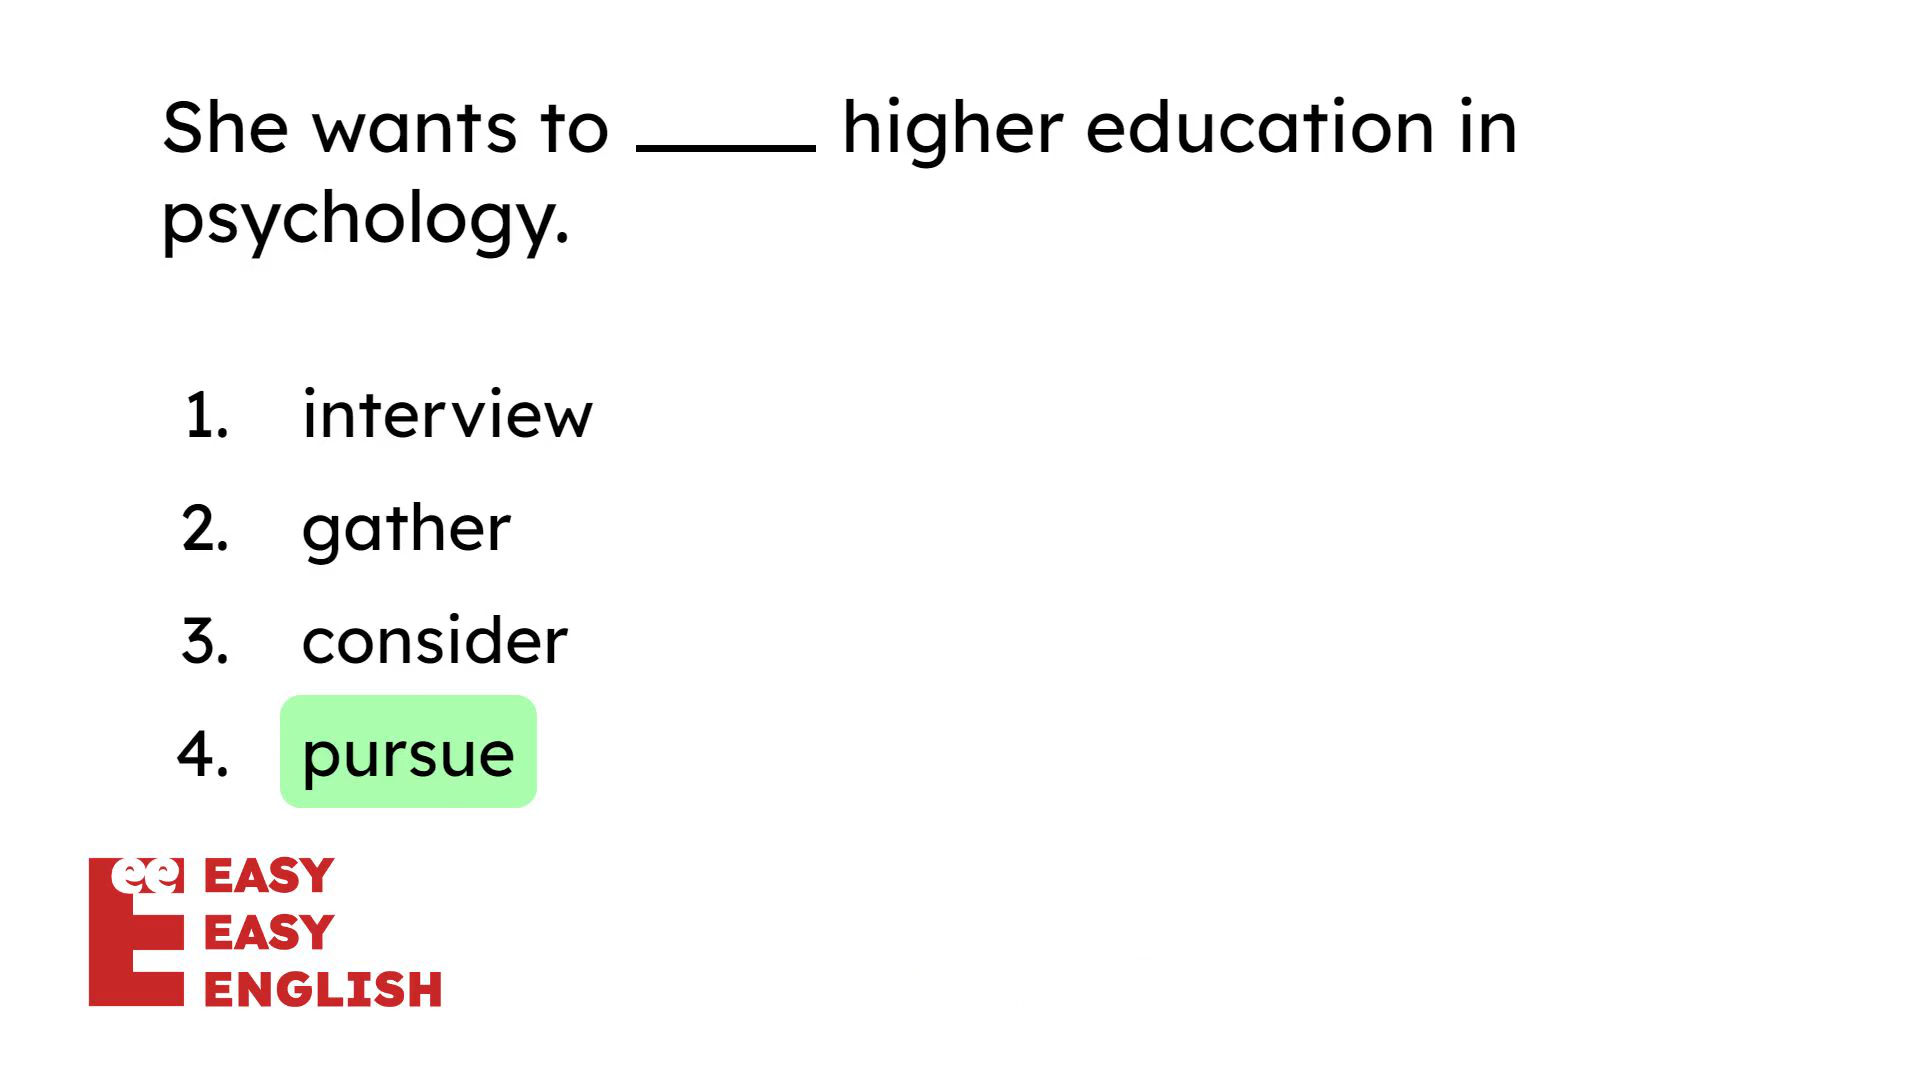 She wants to _____ higher education in
psychology.
1. interview
2. gather
3. consider
4. pursue
ee EASY
EASY
ENGLISH